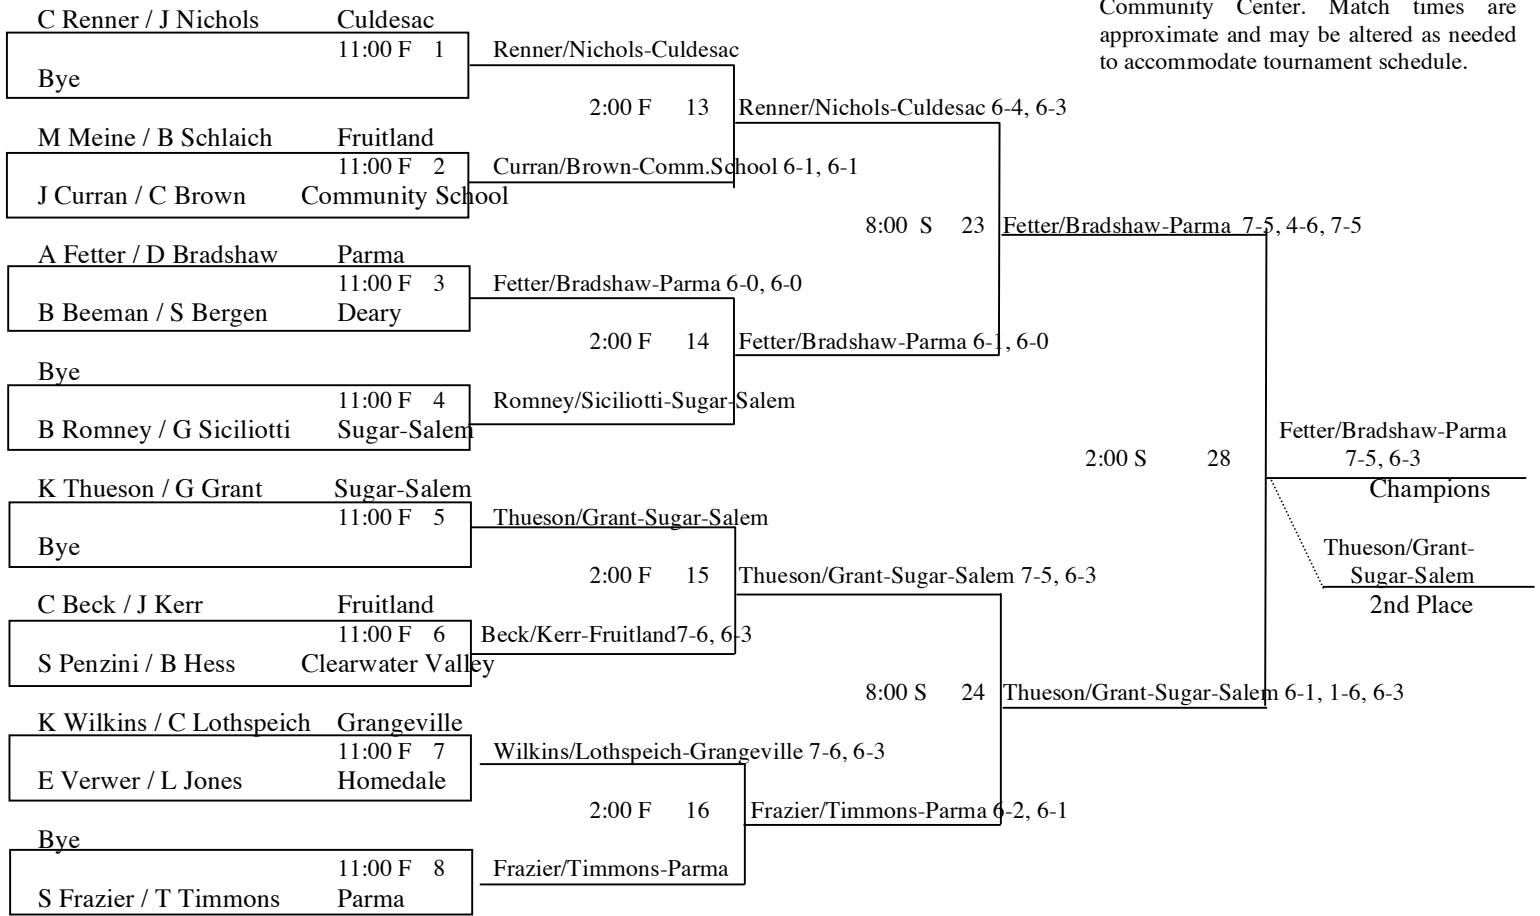 Community Center. Match times are
approximate and may be altered as needed
to accommodate tournament schedule.
C Renner / J Nichols Culdesac
11:00 F 1 Renner/Nichols-Culdesac
Bye
2:00 F 13 Renner/Nichols-Culdesac 6-4, 6-3
M Meine / B Schlaich Fruitland
11:00 F 2 Curran/Brown-Comm.School 6-1, 6-1
J Curran / C Brown Community School
8:00 S 23 Fetter/Bradshaw-Parma 7-5, 4-6, 7-5
A Fetter / D Bradshaw Parma
11:00 F 3 Fetter/Bradshaw-Parma 6-0, 6-0
B Beeman / S Bergen Deary
2:00 F 14 Fetter/Bradshaw-Parma 6-1, 6-0
Bye
11:00 F 4 Romney/Siciliotti-Sugar-Salem
B Romney / G Siciliotti Sugar-Salem
Fetter/Bradshaw-Parma
2:00 S 28 7-5, 6-3
Champions
K Thueson / G Grant Sugar-Salem
11:00 F 5 Thueson/Grant-Sugar-Salem
Bye
Thueson/Grant-
2:00 F 15 Thueson/Grant-Sugar-Salem 7-5, 6-3
Sugar-Salem
2nd Place
C Beck / J Kerr Fruitland
11:00 F 6 Beck/Kerr-Fruitland7-6, 6-3
S Penzini / B Hess Clearwater Valley
8:00 S 24 Thueson/Grant-Sugar-Salem 6-1, 1-6, 6-3
K Wilkins / C Lothspeich Grangeville
11:00 F 7 Wilkins/Lothspeich-Grangeville 7-6, 6-3
E Verwer / L Jones Homedale
2:00 F 16 Frazier/Timmons-Parma 6-2, 6-1
Bye
11:00 F 8 Frazier/Timmons-Parma
S Frazier / T Timmons Parma